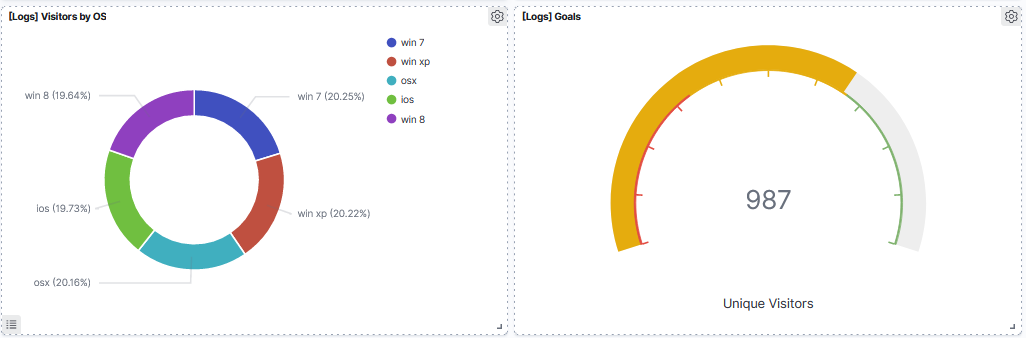 [Logs] Visitors by OS
win 7
win xp
osx
ios
win 8
win 8 (19.64%)
win 7 (20.25%)
ios (19.73%)
win xp (20.22%)
osx (20.16%)
[Logs] Goals
987
Unique Visitors